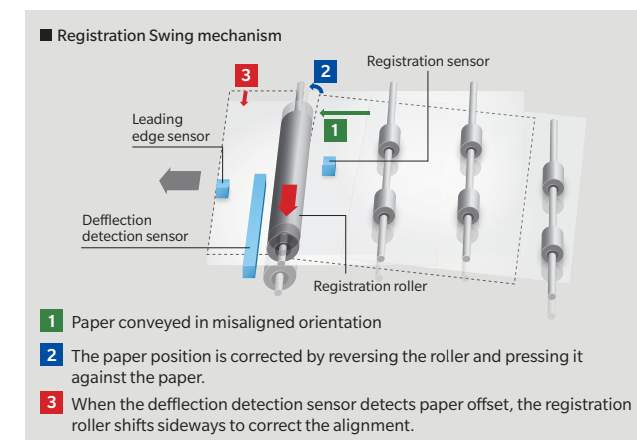 ■ Registration Swing mechanism
Registration sensor
3
2
1
Leading
edge sensor
Defflection
detection sensor
Registration roller
1 Paper conveyed in misaligned orientation
2 The paper position is corrected by reversing the roller and pressing it
against the paper.
3 When the defflection detection sensor detects paper offset, the registration
roller shifts sideways to correct the alignment.